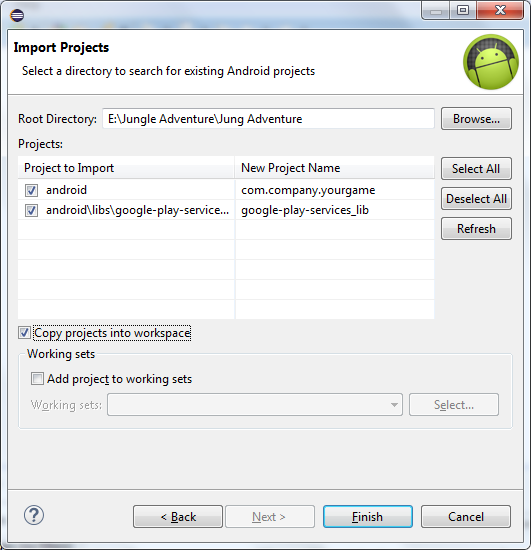 Import Projects
Select a directory to search for existing Android projects
Root Directory: E:\Jungle Adventure\Jung Adventure Browse...
Projects:
Project to Import New Project Name Select All
android com.company.yourgame Deselect All
android\libs\google-play-service... google-play-services_lib Refresh
Copy projects into workspace
Working sets
Add project to working sets
Working sets: Select...
? < Back Next > Finish Cancel